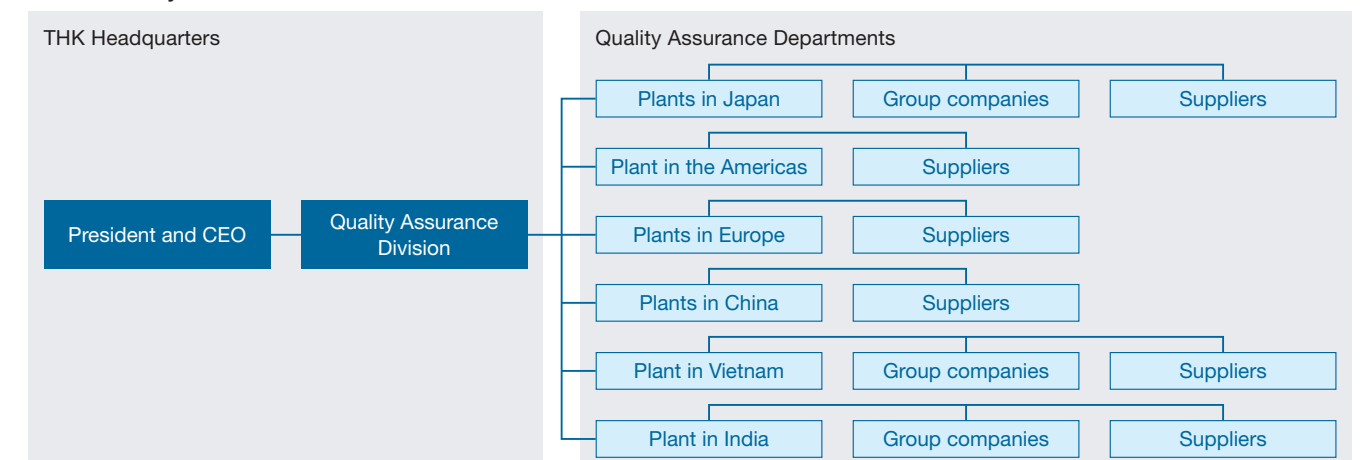 THK Headquarters
Quality Assurance Departments
Plants in Japan
Group companies
Suppliers
Plant in the Americas
Suppliers
President and CEO
Quality Assurance
Division
Plants in Europe
Suppliers
Plants in China
Suppliers
Plant in Vietnam
Group companies
Suppliers
Plant in India
Group companies
Suppliers